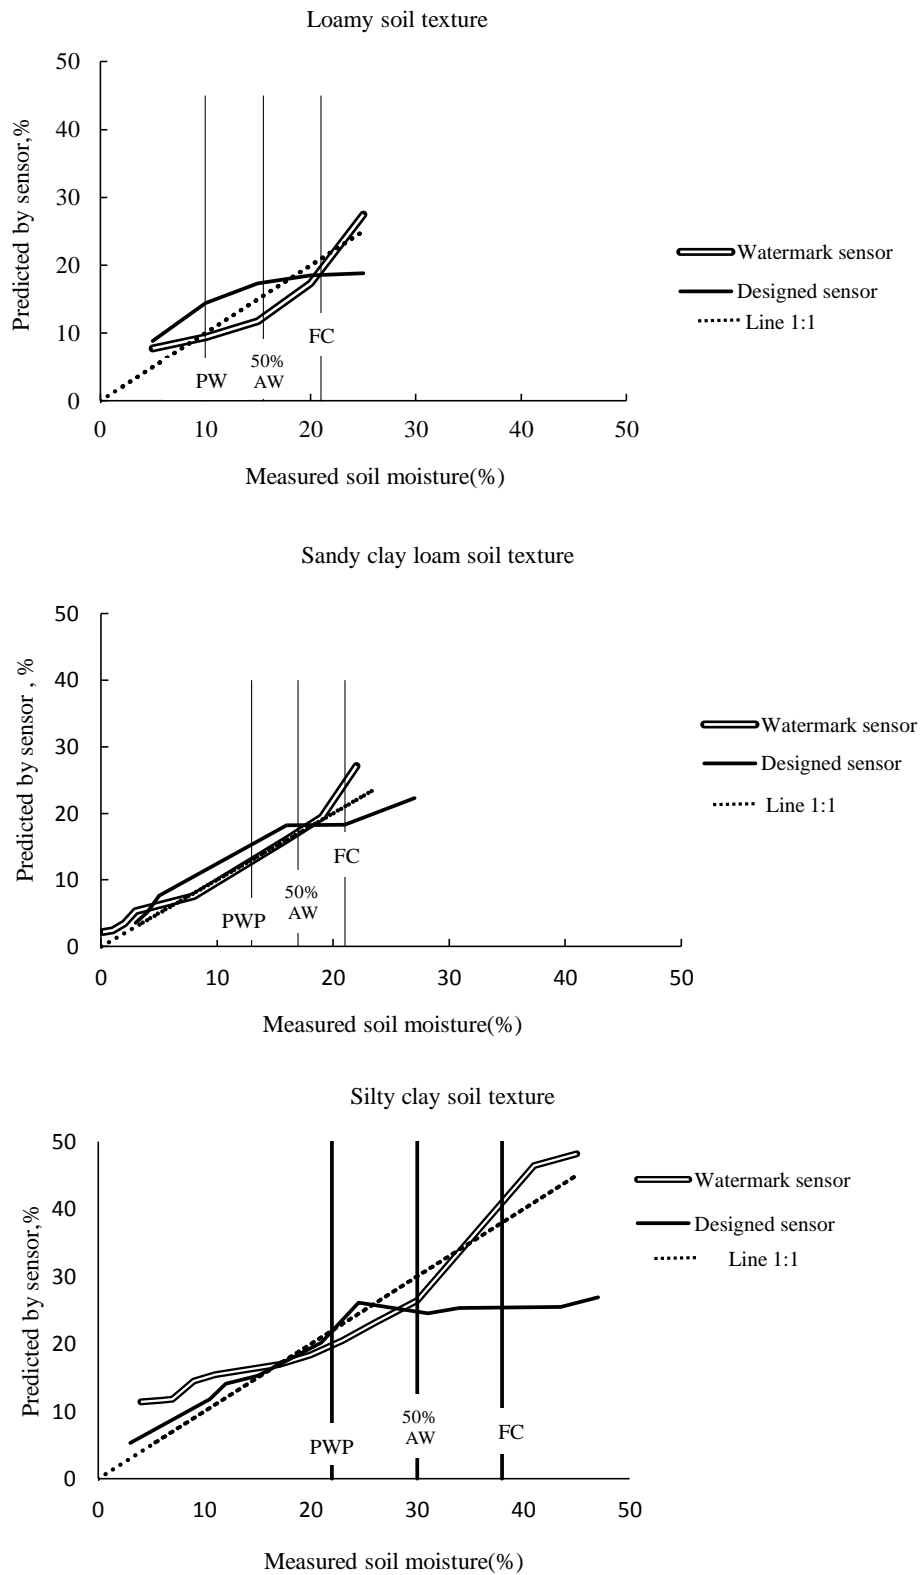 Loamy soil texture
50
40
30
20
10
0
Predicted by sensor,%
PW
50%
AW
FC
0 10 20 30 40 50
Measured soil moisture(%)
Watermark sensor
Designed sensor
Line 1:1
Sandy clay loam soil texture
50
40
30
20
10
0
Predicted by sensor , %
PWP
50%
AW
FC
0 10 20 30 40 50
Measured soil moisture(%)
Watermark sensor
Designed sensor
Line 1:1
Silty clay soil texture
50
40
30
20
10
0
Predicted by sensor,%
PWP
50%
AW
FC
0 10 20 30 40 50
Measured soil moisture(%)
Watermark sensor
Designed sensor
Line 1:1